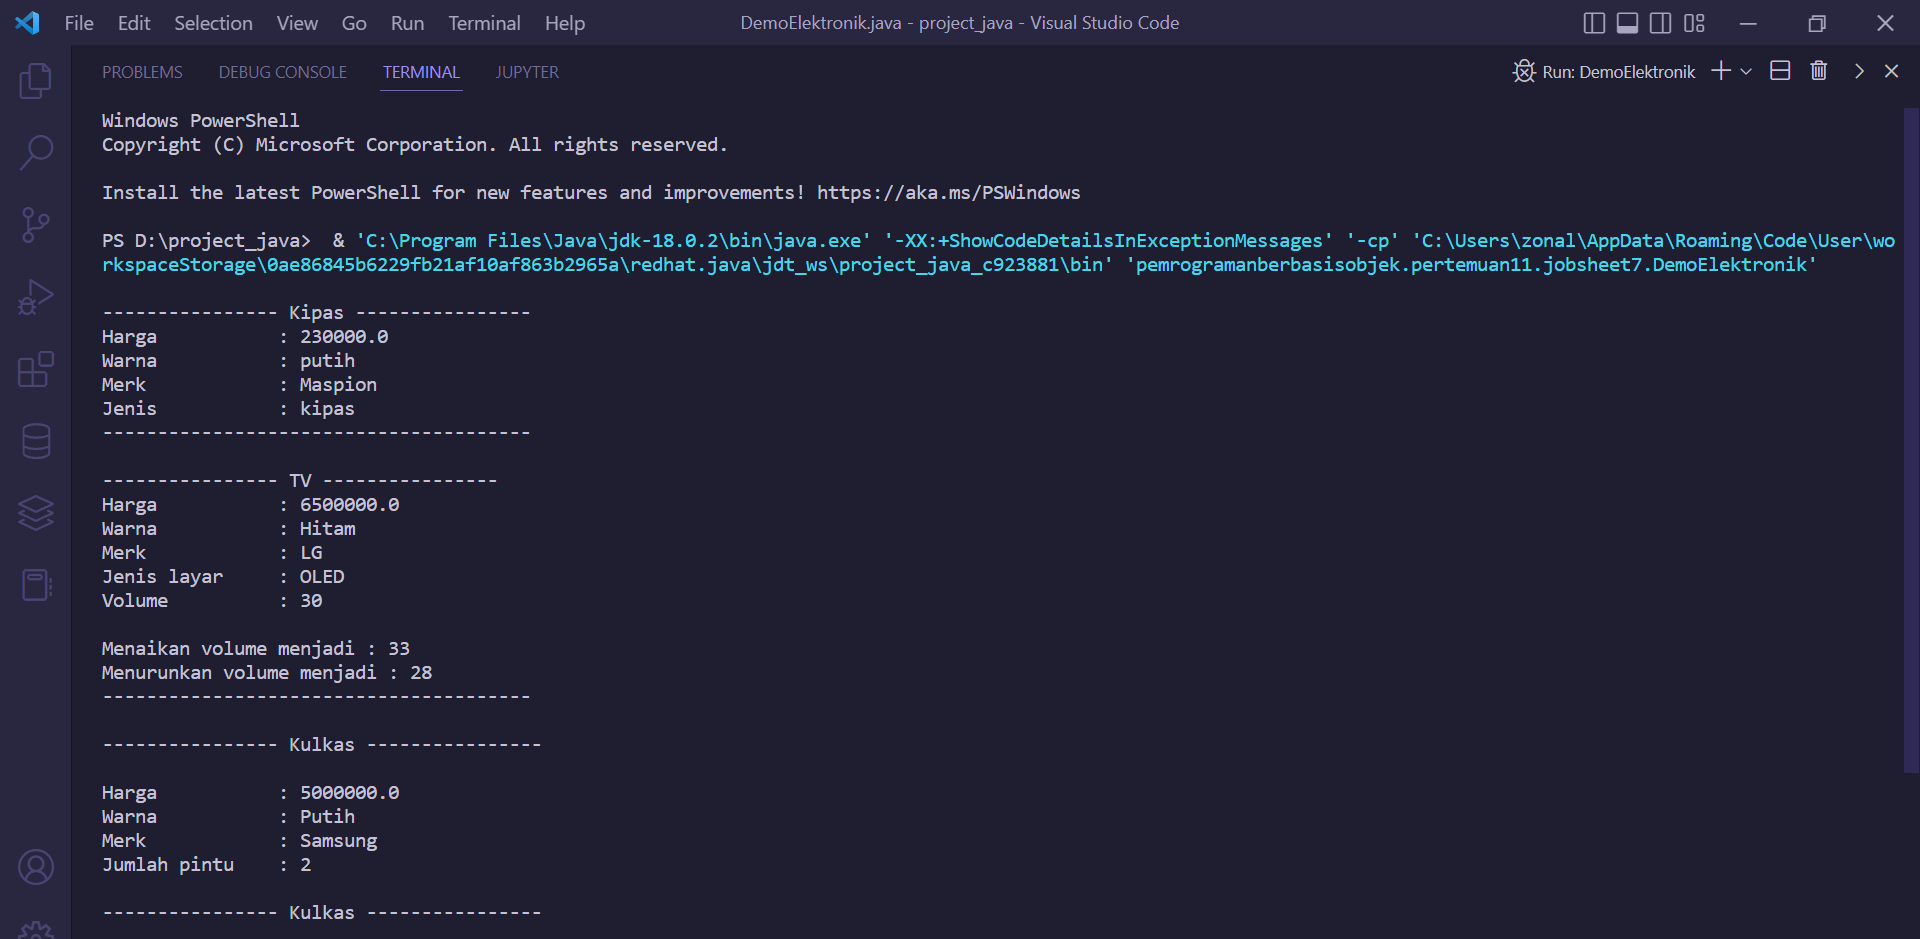 File Edit Selection View Go Run Terminal Help DemoElektronik.java - project_java - Visual Studio Code
PROBLEMS DEBUG CONSOLE TERMINAL JUPYTER Run: DemoElektronik
Windows PowerShell
Copyright (C) Microsoft Corporation. All rights reserved.
Install the latest PowerShell for new features and improvements! https://aka.ms/PSWindows
PS D:\project_java>  & 'C:\Program Files\Java\jdk-18.0.2\bin\java.exe' '-XX:+ShowCodeDetailsInExceptionMessages' '-cp' 'C:\Users\zonal\AppData\Roaming\Code\User\wo
rkspaceStorage\0ae86845b6229fb21af10af863b2965a\redhat.java\jdt_ws\project_java_c923881\bin' 'pemrogramanberbasisobjek.pertemuan11.jobsheet7.DemoElektronik'
---------------- Kipas ----------------
Harga           : 230000.0
Warna           : putih
Merk            : Maspion
Jenis           : kipas
---------------------------------------
---------------- TV ----------------
Harga           : 6500000.0
Warna           : Hitam
Merk            : LG
Jenis layar     : OLED
Volume          : 30
Menaikan volume menjadi : 33
Menurunkan volume menjadi : 28
---------------------------------------
---------------- Kulkas ----------------
Harga           : 5000000.0
Warna           : Putih
Merk            : Samsung
Jumlah pintu    : 2
---------------- Kulkas ----------------